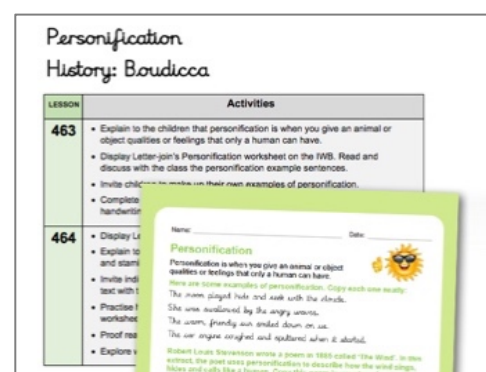 Personification
History: Boudicca
LESSON Activities
463
• Explain to the children that personification is when you give an animal or
object qualities or feelings that only a human can have.
• Display Letter-join's Personification worksheet on the IWB. Read and
discuss with the class the personification example sentences.
• Invite children to make up their own examples of personification.
• Complete
handwritin
464
• Display Le
• Explain to
and stami
• Invite indi
text with t
• Practise f
workshee
• Proof rea
• Explore v
Name: Date:
Personification
Personification is when you give an animal or object
qualities or feelings that only a human can have.
Here are some examples of personification. Copy each one neatly:
The moon played hide and seek with the clouds.
She was swallowed by the angry waves.
The warm, friendly sun smiled down on us.
The car engine coughed and sputtered when it started.
Robert Louis Stevenson wrote a poem in 1885 called 'The Wind'. In this
extract, the poet uses personification to describe how the wind sings,